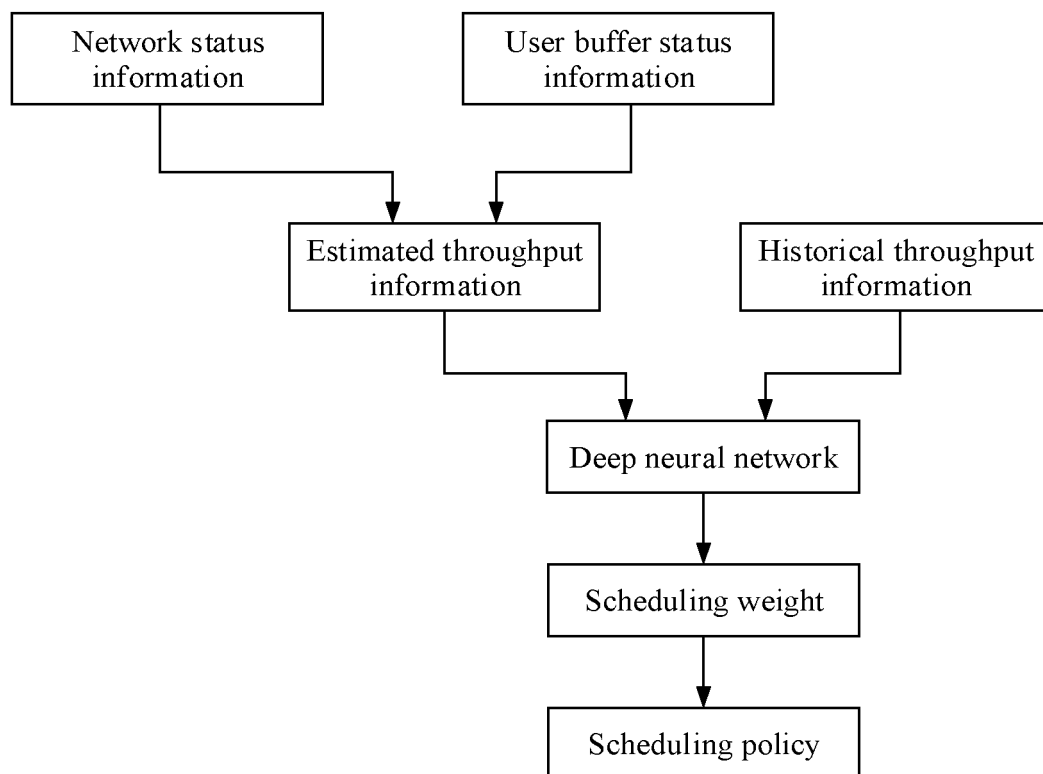 Network status
information
User buffer status
information
Estimated throughput
information
Historical throughput
information
Deep neural network
Scheduling weight
Scheduling policy